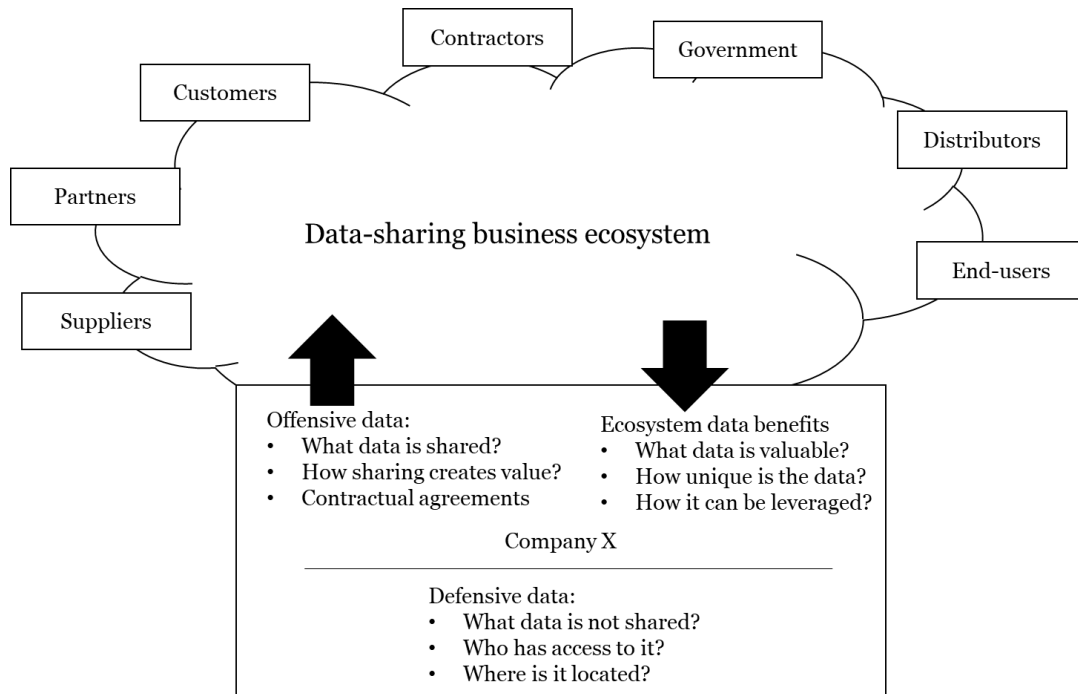 Contractors
Government
Customers
Distributors
Partners
Data-sharing business ecosystem
End-users
Suppliers
Offensive data:
• What data is shared?
• How sharing creates value?
• Contractual agreements
Ecosystem data benefits
• What data is valuable?
• How unique is the data?
• How it can be leveraged?
Company X
Defensive data:
• What data is not shared?
• Who has access to it?
• Where is it located?